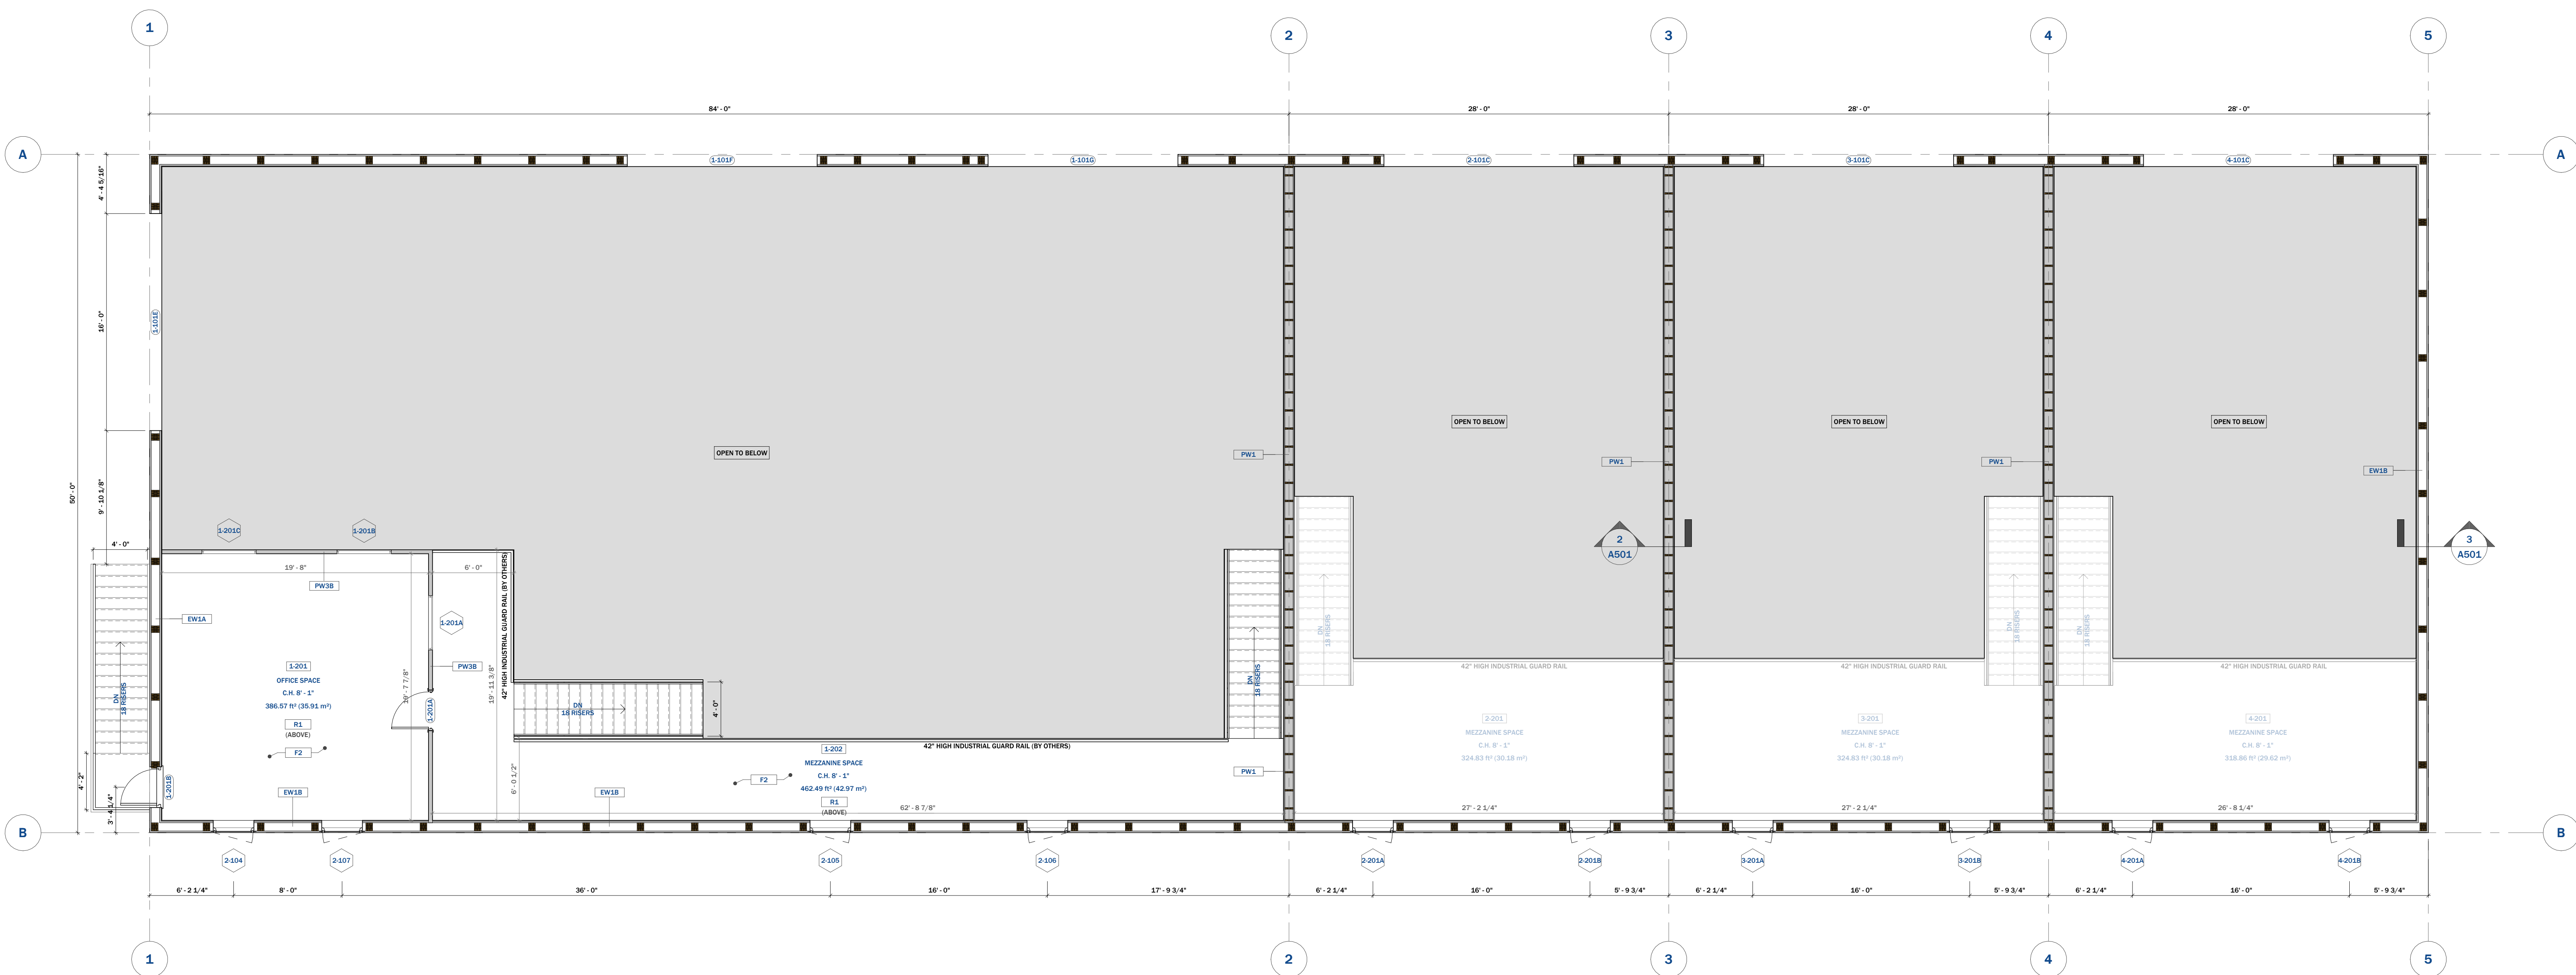 1
2
3
4
5
84' - 0"
28' - 0"
28' - 0"
28' - 0"
A
A
1-101F
1-101G
2-101C
3-101C
4-101C
4' - 4 5/16"
16' - 0"
1-101E
50' - 0"
9' - 10 1/8"
OPEN TO BELOW
OPEN TO BELOW
OPEN TO BELOW
OPEN TO BELOW
PW1
PW1
PW1
EW1B
1-201C
1-201B
4' - 0"
2
A501
3
A501
19' - 8"
6' - 0"
PW3B
42" HIGH INDUSTRIAL GUARD RAIL (BY OTHERS)
EW1A
1-201A
DN
18 RISERS
DN
18 RISERS
DN
18 RISERS
DN
18 RISERS
DN
18 RISERS
1-201
OFFICE SPACE
C.H. 8' - 1"
386.57 ft² (35.91 m²)
R1
(ABOVE)
F2
PW3B
19' - 11 3/8"
1-201A
DN
18 RISERS
4' - 0"
42" HIGH INDUSTRIAL GUARD RAIL
42" HIGH INDUSTRIAL GUARD RAIL
42" HIGH INDUSTRIAL GUARD RAIL
1-202
42" HIGH INDUSTRIAL GUARD RAIL (BY OTHERS)
MEZZANINE SPACE
C.H. 8' - 1"
462.49 ft² (42.97 m²)
R1
(ABOVE)
F2
PW1
2-201
MEZZANINE SPACE
C.H. 8' - 1"
324.83 ft² (30.18 m²)
3-201
MEZZANINE SPACE
C.H. 8' - 1"
324.83 ft² (30.18 m²)
4-201
MEZZANINE SPACE
C.H. 8' - 1"
318.86 ft² (29.62 m²)
4' - 2"
1-201B
3' - 4 1/4"
EW1B
EW1B
6' - 0 1/2"
62' - 8 7/8"
27' - 2 1/4"
27' - 2 1/4"
26' - 8 1/4"
B
B
2-104
2-107
2-105
2-106
2-201A
2-201B
3-201A
3-201B
4-201A
4-201B
6' - 2 1/4"
8' - 0"
36' - 0"
16' - 0"
17' - 9 3/4"
6' - 2 1/4"
16' - 0"
5' - 9 3/4"
6' - 2 1/4"
16' - 0"
5' - 9 3/4"
6' - 2 1/4"
16' - 0"
5' - 9 3/4"
1
2
3
4
5